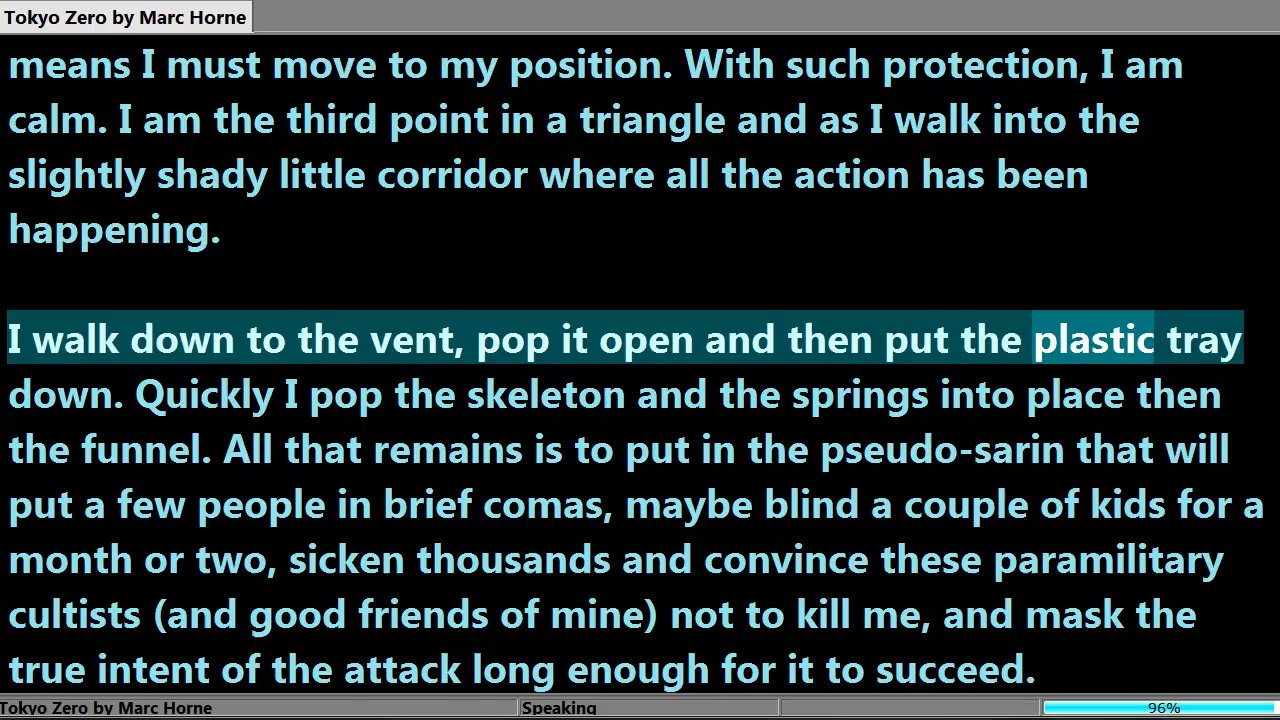 Tokyo Zero by Marc Horne
means I must move to my position. With such protection, I am
calm. I am the third point in a triangle and as I walk into the
slightly shady little corridor where all the action has been
happening.
I walk down to the vent, pop it open and then put the plastic tray
down. Quickly I pop the skeleton and the springs into place then
the funnel. All that remains is to put in the pseudo-sarin that will
put a few people in brief comas, maybe blind a couple of kids for a
month or two, sicken thousands and convince these paramilitary
cultists (and good friends of mine) not to kill me, and mask the
true intent of the attack long enough for it to succeed.
Tokyo Zero by Marc Horne Speaking 96%